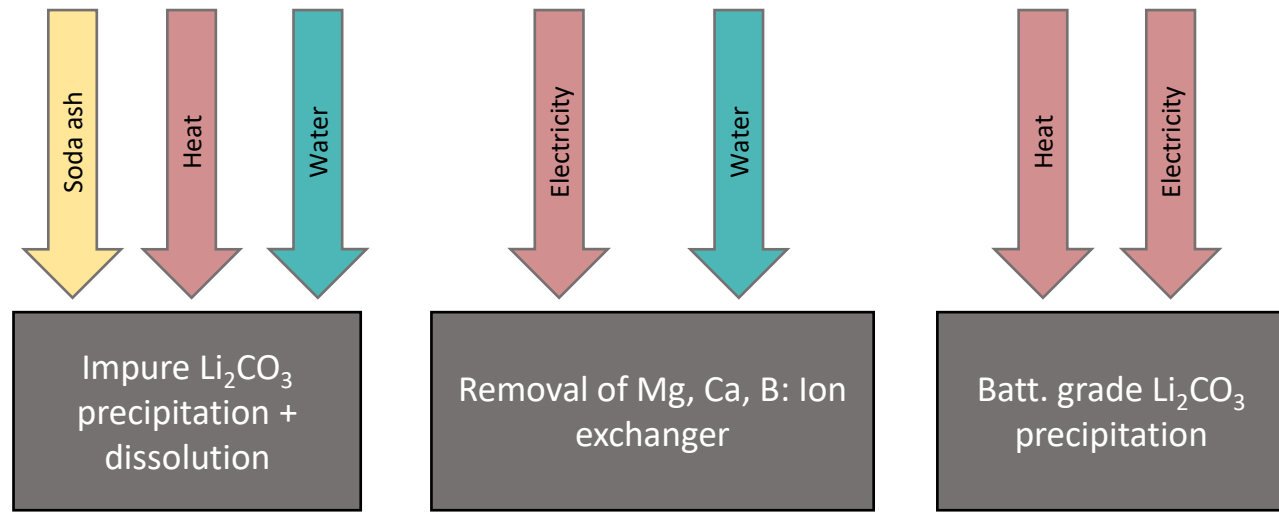 Soda ash
Heat
Water
Electricity
Water
Heat
Electricity
Impure Li₂CO₃
precipitation +
dissolution
Removal of Mg, Ca, B: Ion
exchanger
Batt. grade Li₂CO₃
precipitation